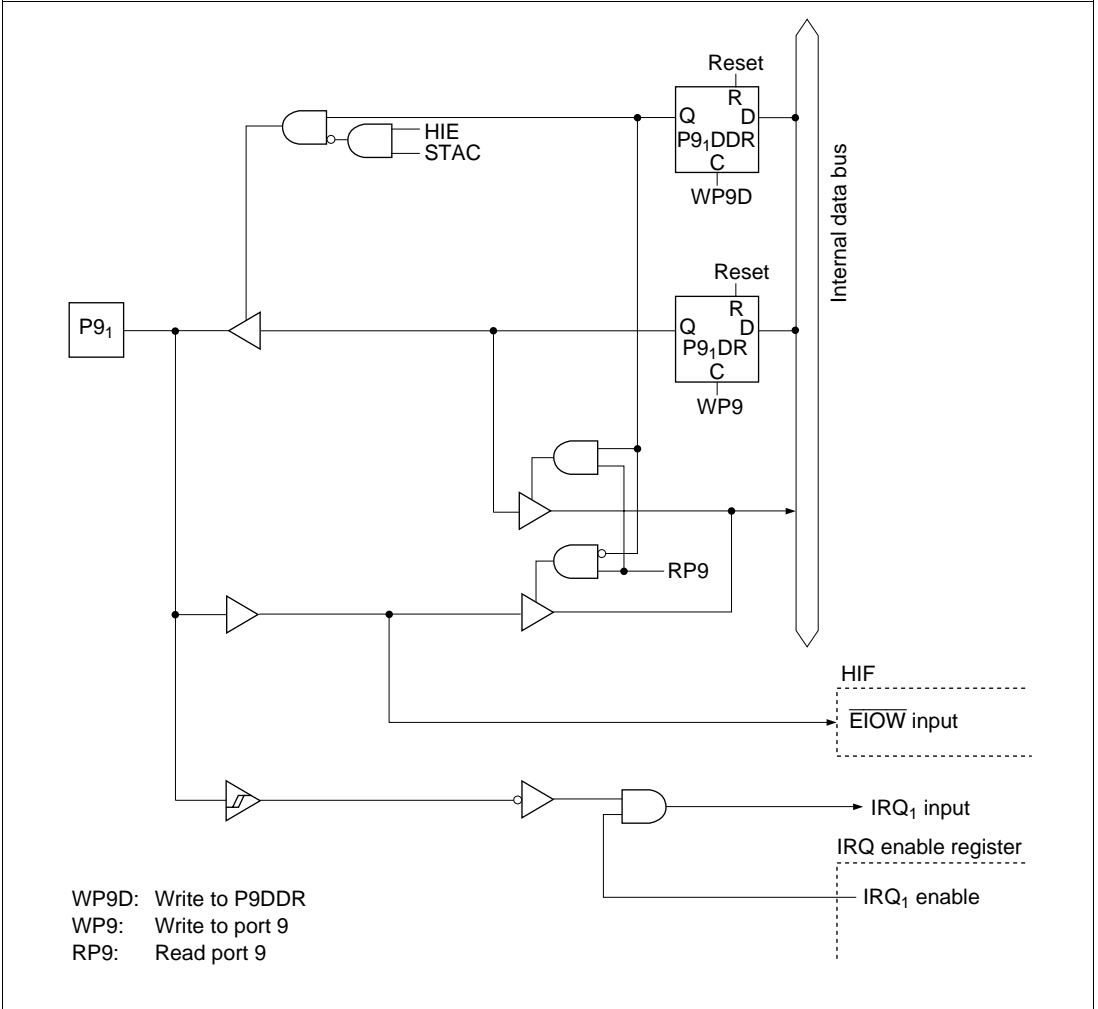 Reset
R
Q D
P9₁DDR
C
WP9D
HIE
STAC
Internal data bus
Reset
R
Q D
P9₁DR
C
WP9
P9₁
RP9
HIF
E̅I̅O̅W̅ input
IRQ₁ input
IRQ enable register
IRQ₁ enable
WP9D: Write to P9DDR
WP9: Write to port 9
RP9: Read port 9